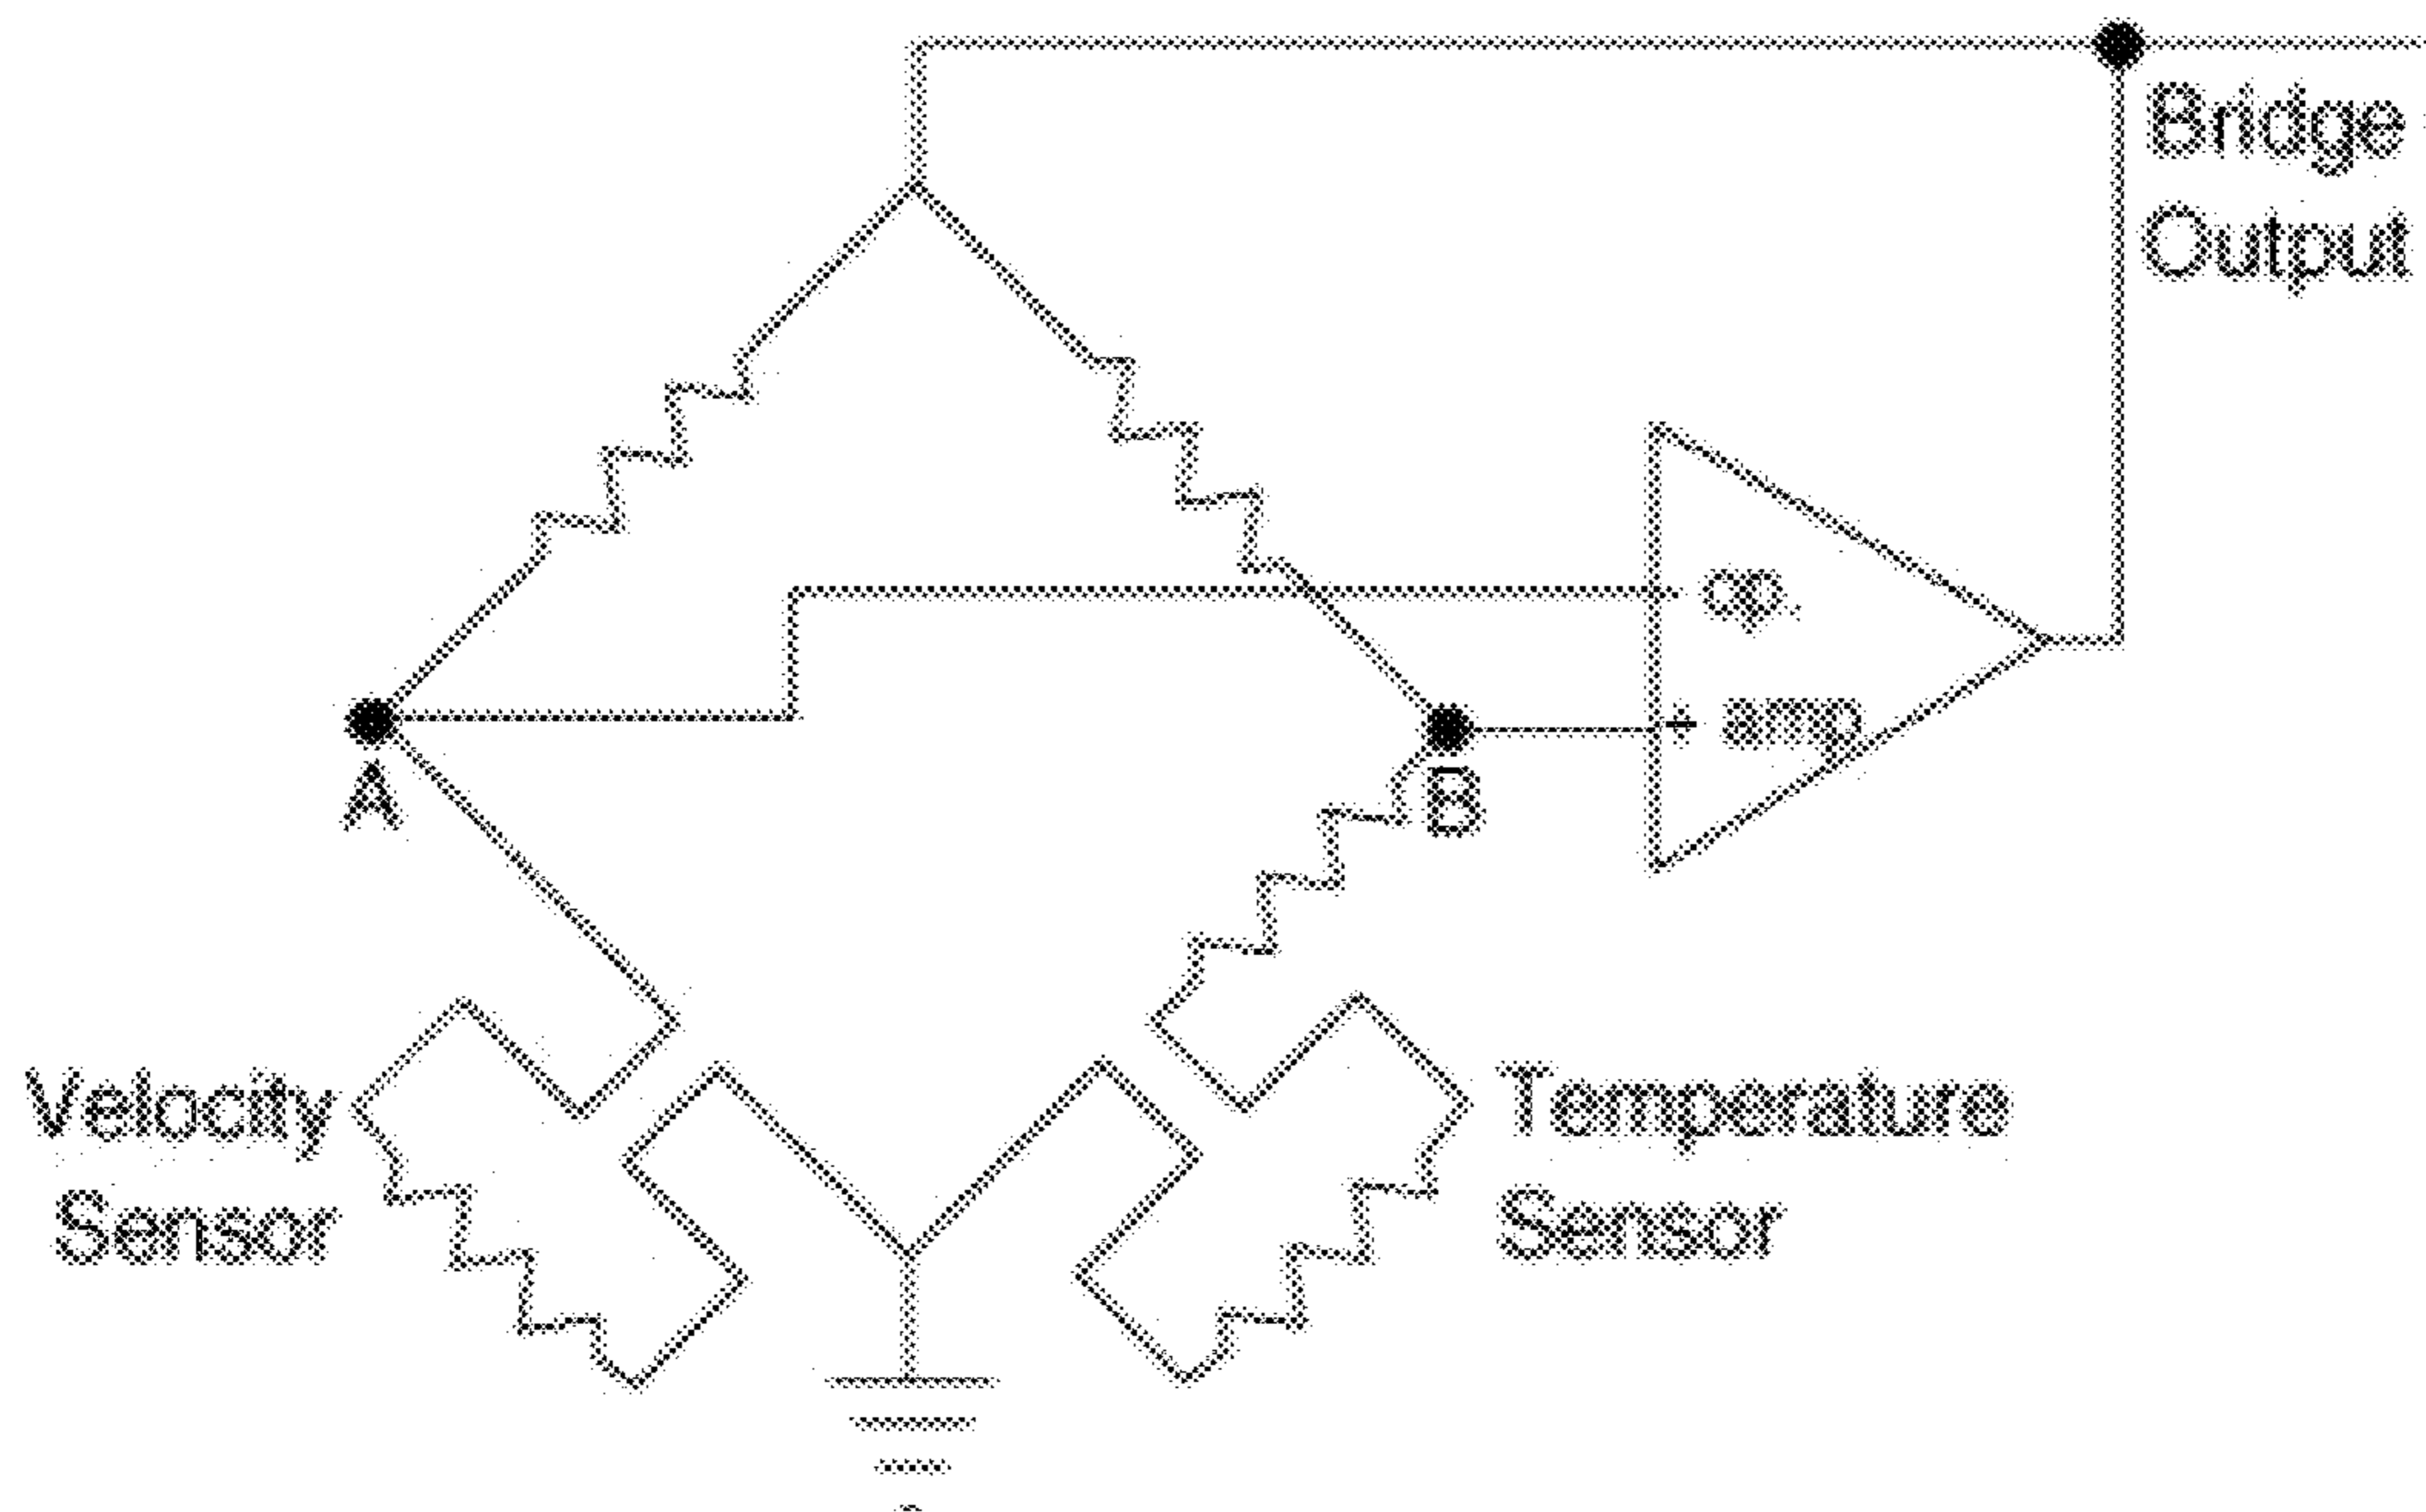 Bridge
Output
- op.
+ amp
A
B
Velocity
Sensor
Temperature
Sensor